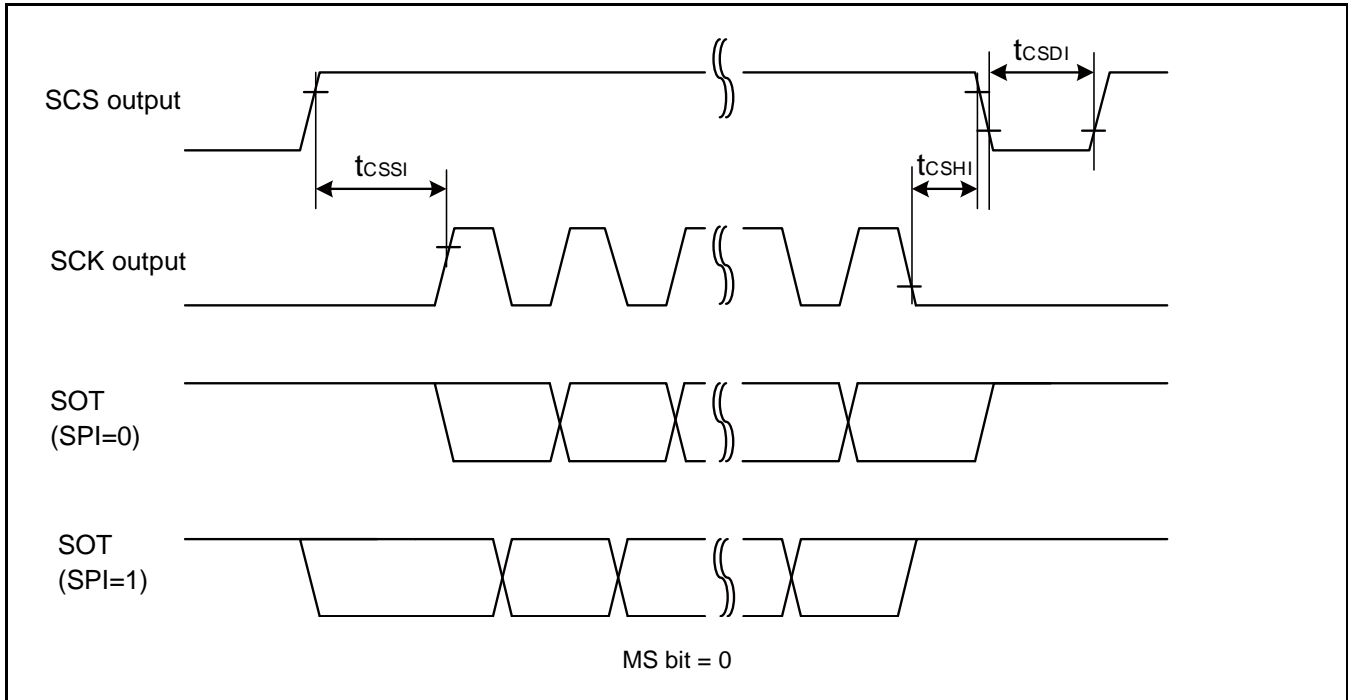 tCSDI
SCS output
tCSSI
tCSHI
SCK output
SOT
(SPI=0)
SOT
(SPI=1)
MS bit = 0